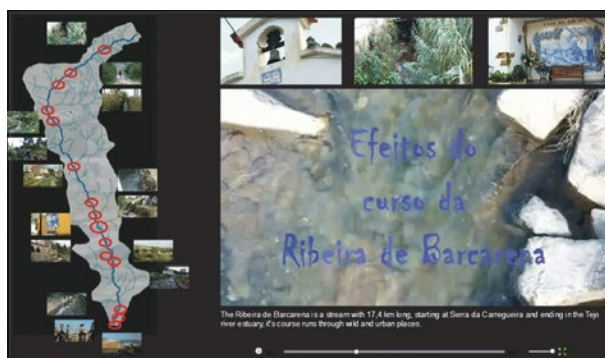 Efeitos do
curso da
Ribeira de Barcarena
The Ribeira de Barcarena is a stream with 17,4 km long, starting at Serra da Carregueira and ending in the Tejo
river estuary, it's course runs through wild and urban places.